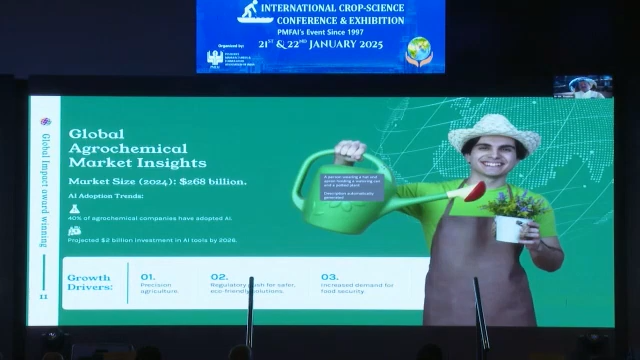 INTERNATIONAL CROP-SCIENCE
CONFERENCE & EXHIBITION
PMFAI's Event Since 1997
Organised by:
21ST & 22ND JANUARY 2025
Global
Agrochemical
Market Insights
Market Size (2024): $268 billion.
AI Adoption Trends:
40% of agrochemical companies have adopted AI.
Projected $2 billion investment in AI tools by 2026.
Global Impact award winning
11
A person wearing a hat and
apron holding a watering can
and a potted plant
Description automatically
generated
Growth
Drivers:
01.
Precision
agriculture.
02.
Regulatory push for safer,
eco-friendly solutions.
03.
Increased demand for
food security